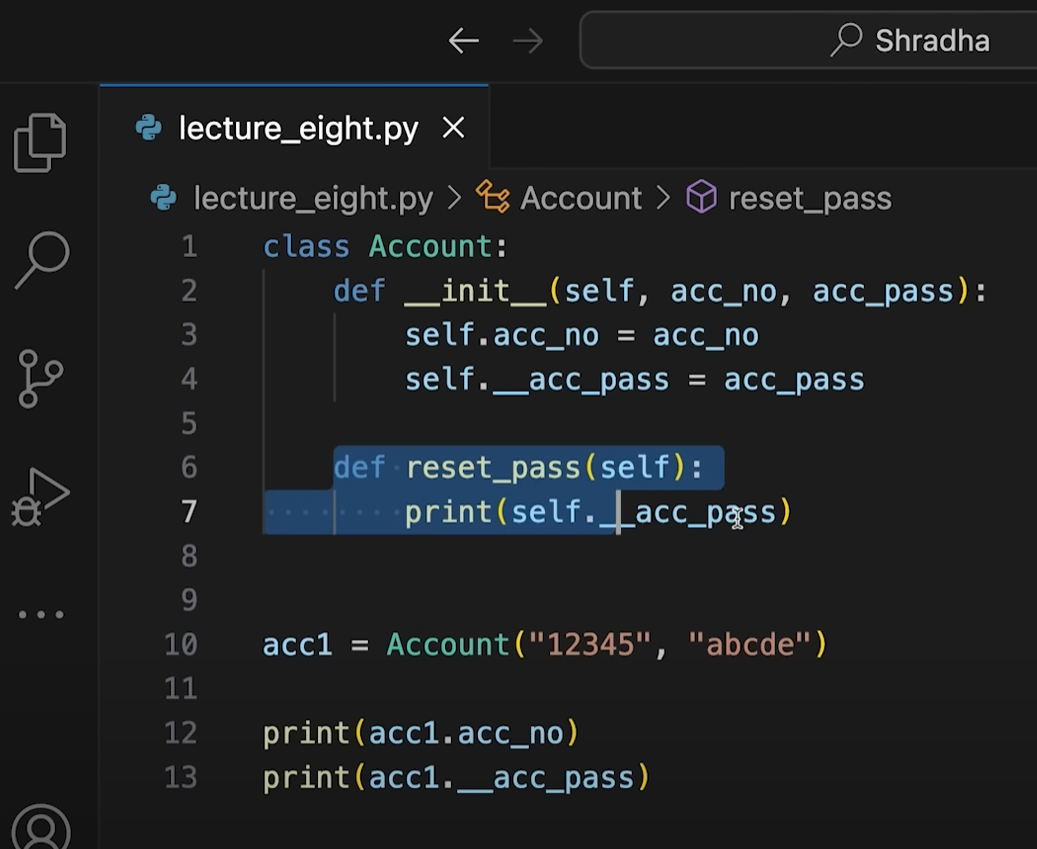 Shradha
lecture_eight.py
lecture_eight.py > Account > reset_pass
1 class Account:
2     def __init__(self, acc_no, acc_pass):
3         self.acc_no = acc_no
4         self.__acc_pass = acc_pass
5
6     def reset_pass(self):
7         print(self.__acc_pass)
8
9
10 acc1 = Account("12345", "abcde")
11
12 print(acc1.acc_no)
13 print(acc1.__acc_pass)